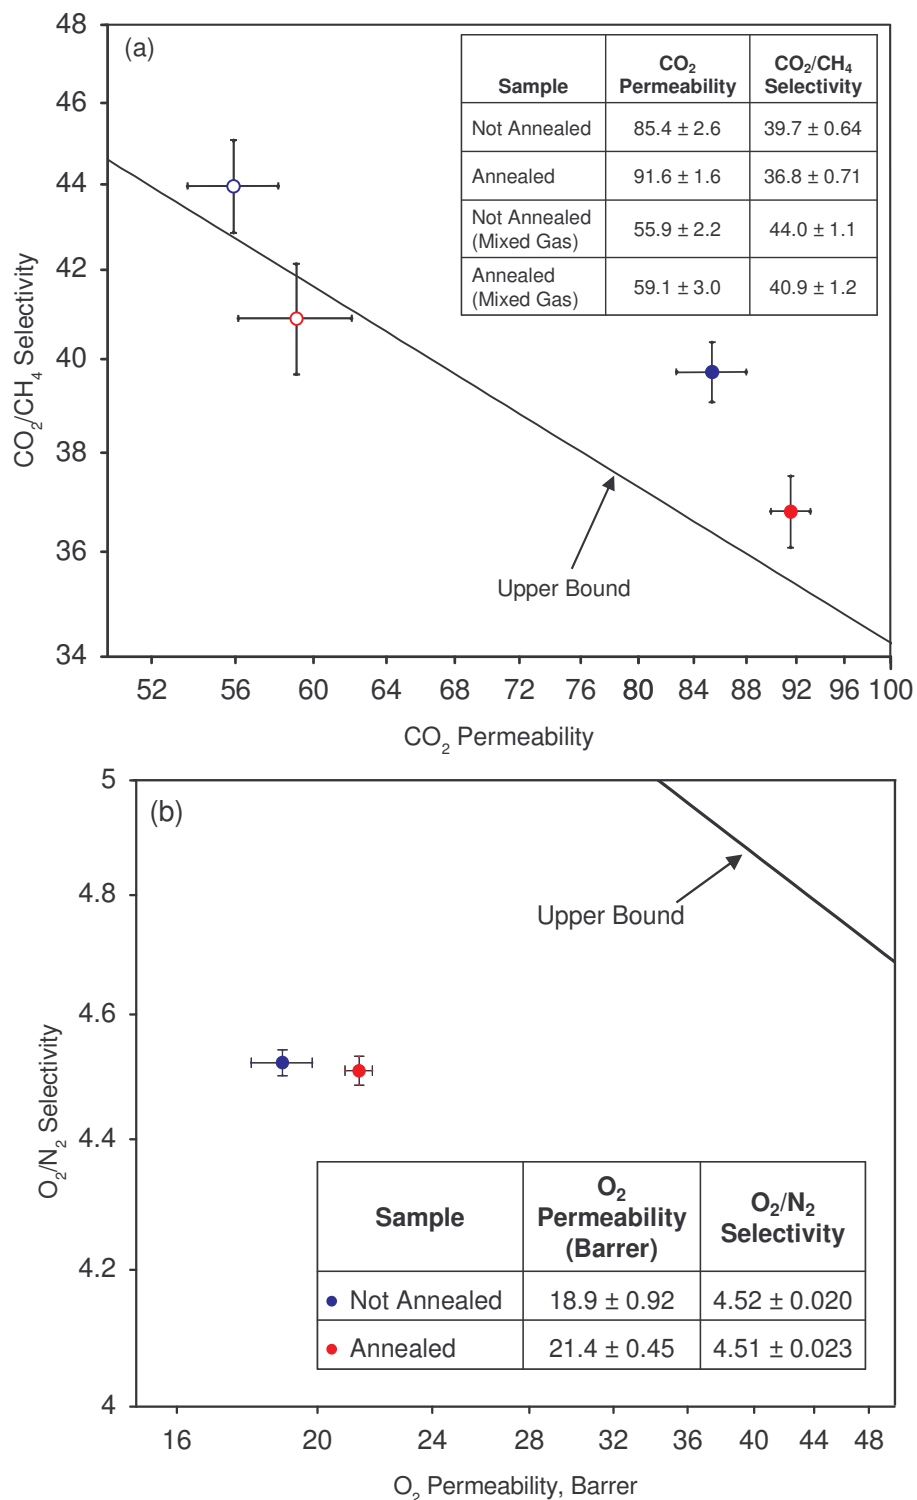 (a)
48
46
44
42
40
38
36
34
CO₂/CH₄ Selectivity
Sample
CO₂
Permeability
CO₂/CH₄
Selectivity
Not Annealed
85.4 ± 2.6
39.7 ± 0.64
Annealed
91.6 ± 1.6
36.8 ± 0.71
Not Annealed
(Mixed Gas)
55.9 ± 2.2
44.0 ± 1.1
Annealed
(Mixed Gas)
59.1 ± 3.0
40.9 ± 1.2
Upper Bound
52 56 60 64 68 72 76 80 84 88 92 96 100
CO₂ Permeability
(b)
5
4.8
4.6
4.4
4.2
4
O₂/N₂ Selectivity
Upper Bound
Sample
O₂
Permeability
(Barrer)
O₂/N₂
Selectivity
Not Annealed
18.9 ± 0.92
4.52 ± 0.020
Annealed
21.4 ± 0.45
4.51 ± 0.023
16 20 24 28 32 36 40 44 48
O₂ Permeability, Barrer